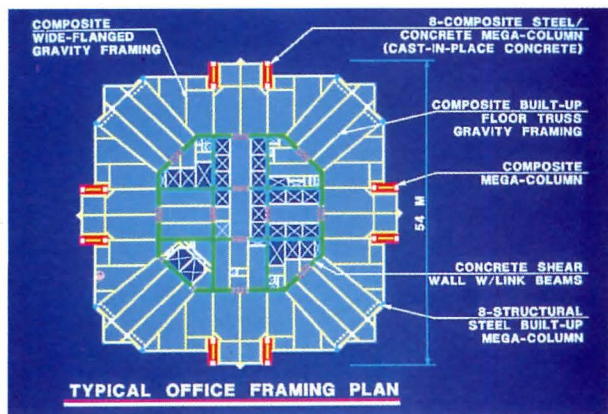 COMPOSITE
WIDE-FLANGED
GRAVITY FRAMING
8-COMPOSITE STEEL/
CONCRETE MEGA-COLUMN
(CAST-IN-PLACE CONCRETE)
COMPOSITE BUILT-UP
FLOOR TRUSS
GRAVITY FRAMING
COMPOSITE
MEGA-COLUMN
54 M
CONCRETE SHEAR
WALL W/LINK BEAMS
8-STRUCTURAL
STEEL BUILT-UP
MEGA-COLUMN
TYPICAL OFFICE FRAMING PLAN